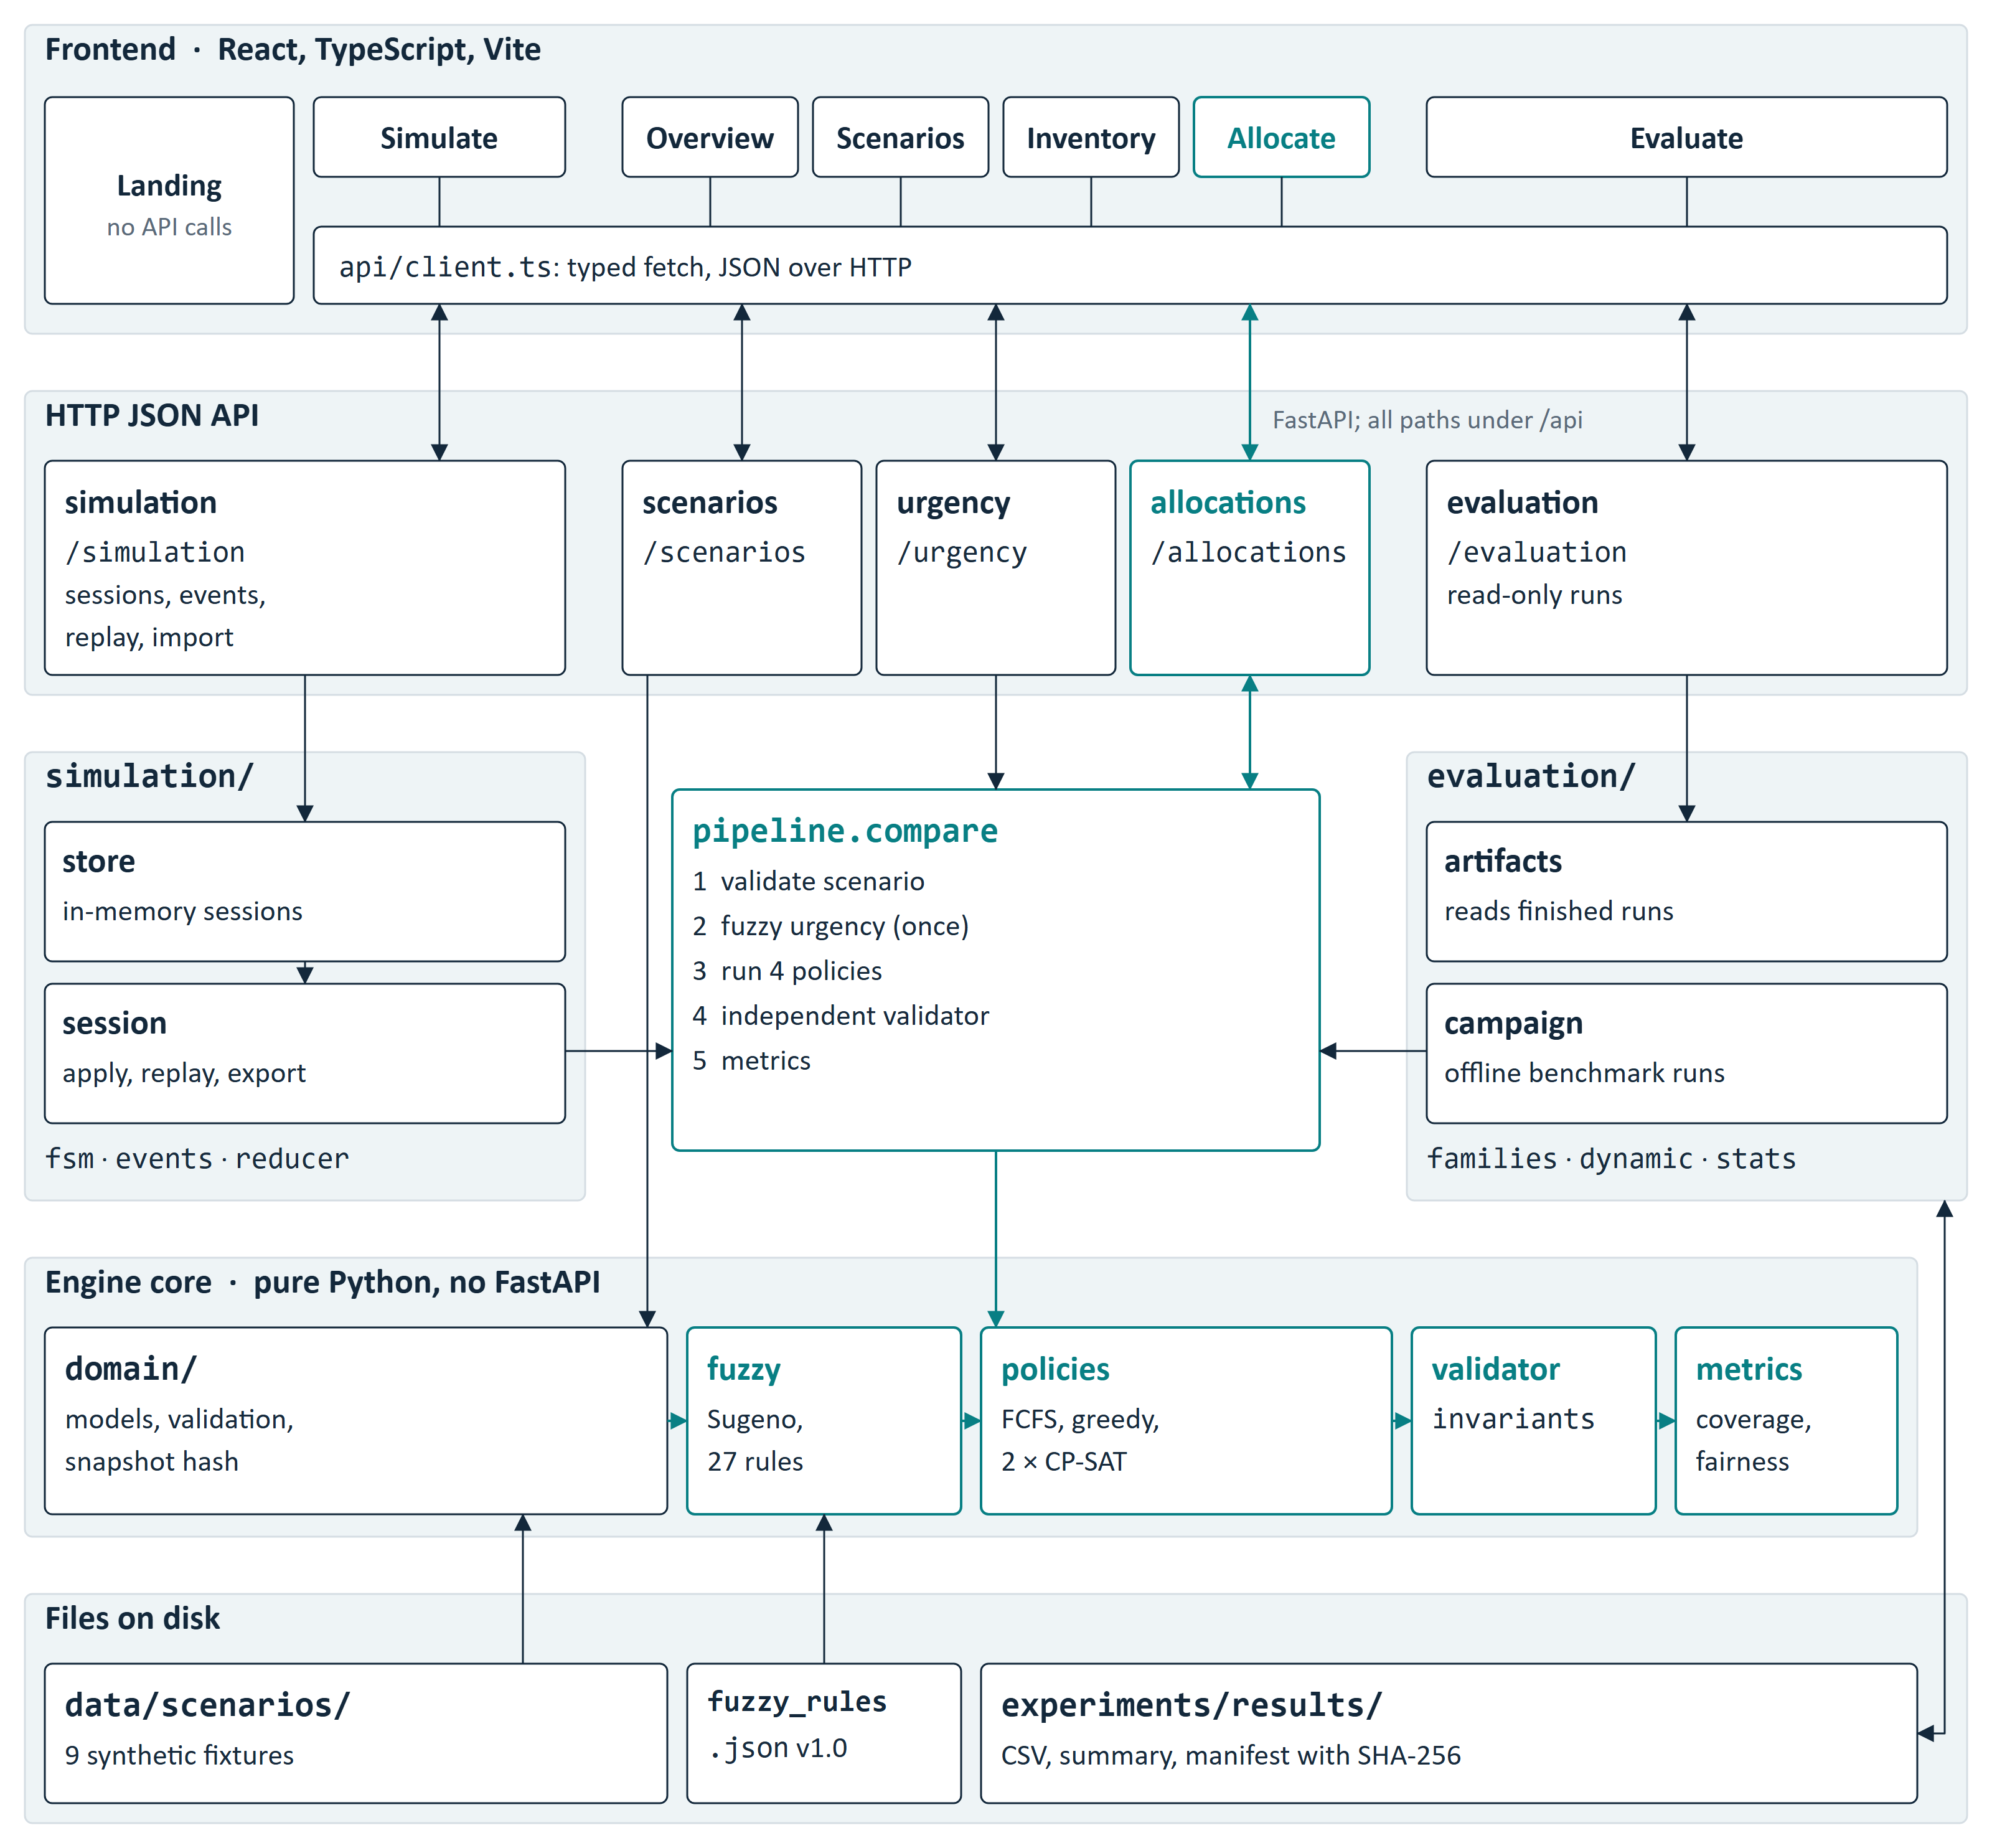 Frontend · React, TypeScript, Vite
Landing
no API calls
Simulate
Overview
Scenarios
Inventory
Allocate
Evaluate
api/client.ts: typed fetch, JSON over HTTP
HTTP JSON API
FastAPI; all paths under /api
simulation
/simulation
sessions, events,
replay, import
scenarios
/scenarios
urgency
/urgency
allocations
/allocations
evaluation
/evaluation
read-only runs
simulation/
store
in-memory sessions
session
apply, replay, export
fsm · events · reducer
pipeline.compare
1 validate scenario
2 fuzzy urgency (once)
3 run 4 policies
4 independent validator
5 metrics
evaluation/
artifacts
reads finished runs
campaign
offline benchmark runs
families · dynamic · stats
Engine core · pure Python, no FastAPI
domain/
models, validation,
snapshot hash
fuzzy
Sugeno,
27 rules
policies
FCFS, greedy,
2 × CP-SAT
validator
invariants
metrics
coverage,
fairness
Files on disk
data/scenarios/
9 synthetic fixtures
fuzzy_rules
.json v1.0
experiments/results/
CSV, summary, manifest with SHA-256